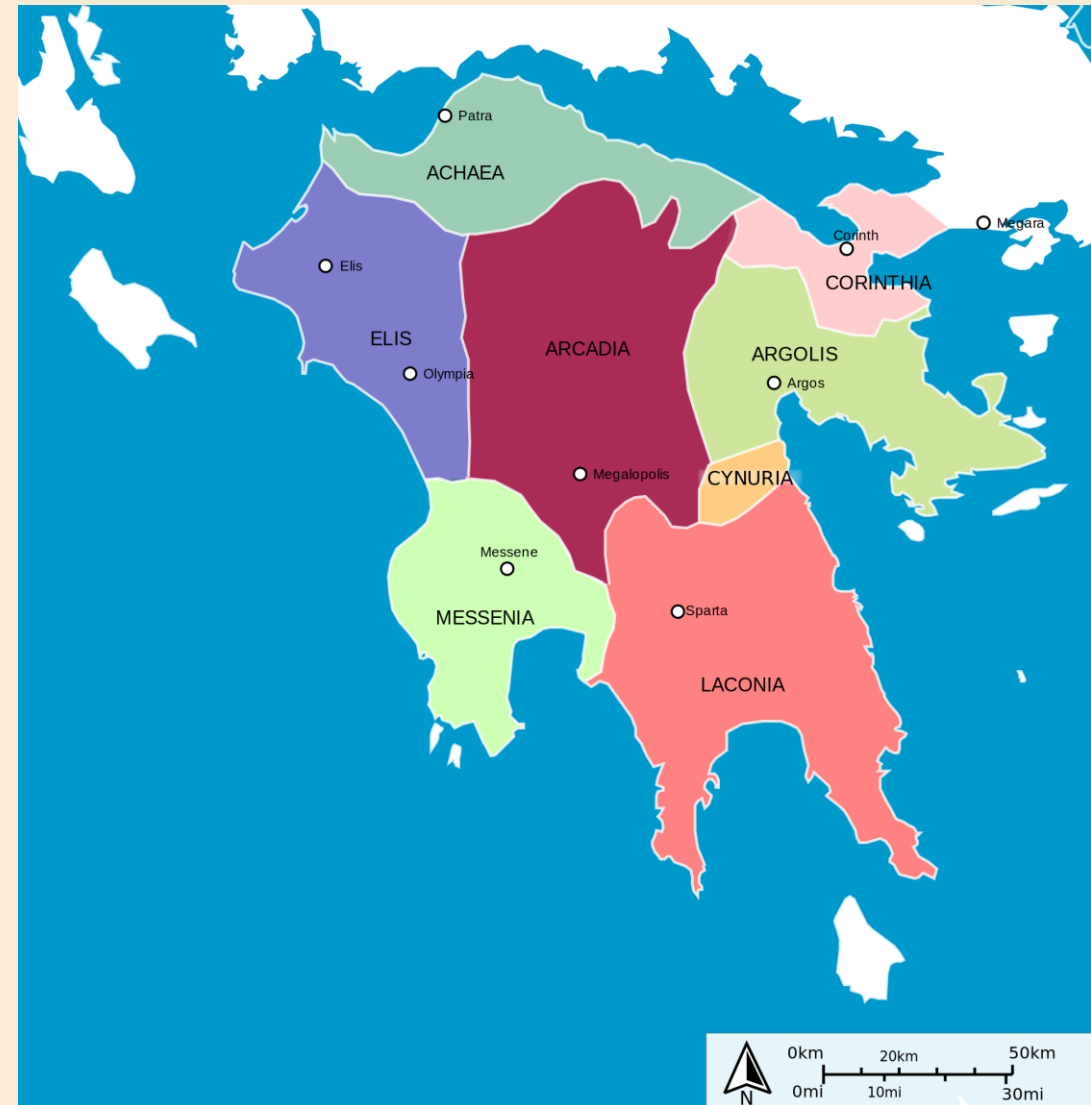 Patra
ACHAEA
Megara
Corinth
Elis
CORINTHIA
ELIS
ARCADIA
ARGOLIS
Olympia
Argos
Megalopolis
CYNURIA
Messene
Sparta
MESSENIA
LACONIA
0km 20km 50km
0mi 10mi 30mi
N